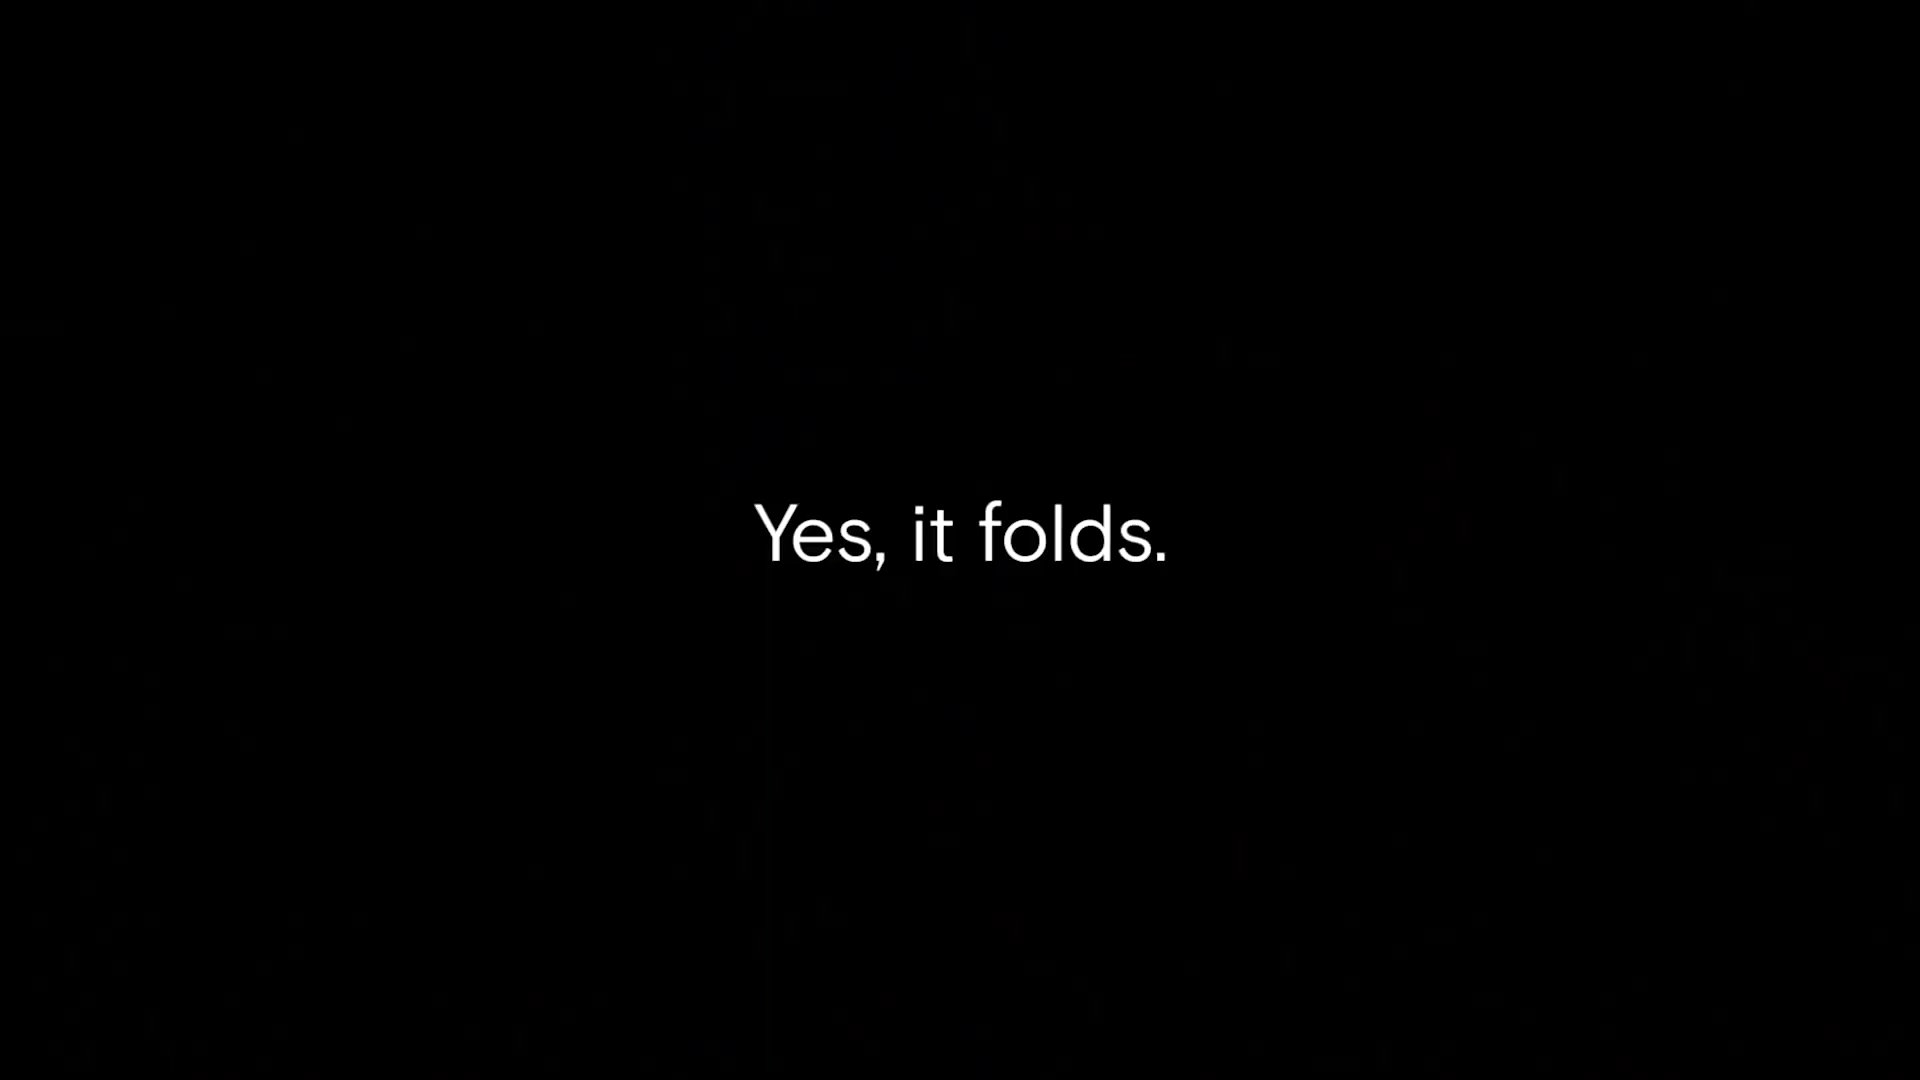 Yes, it folds.